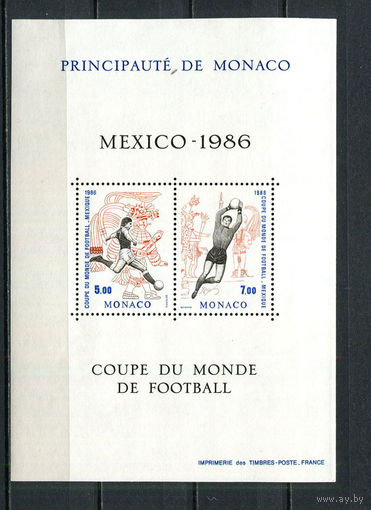 PRINCIPAUTÉ DE MONACO
MEXICO - 1986
1986
COUPE DU MONDE DE FOOTBALL - MEXIQUE
5.00
MONACO
1986
COUPE DU MONDE DE FOOTBALL - MEXIQUE
7.00
MONACO
COUPE DU MONDE
DE FOOTBALL
IMPRIMERIE des TIMBRES-POSTE, FRANCE
ay.by